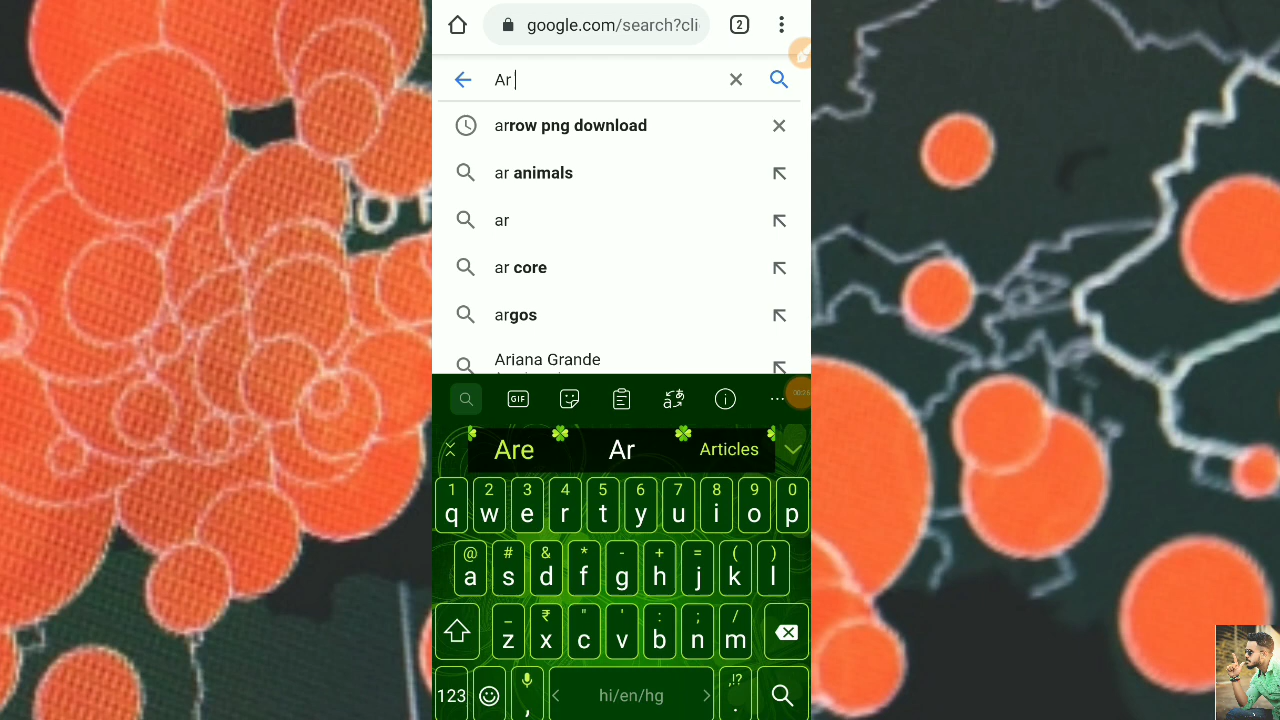 google.com/search?cli
2
Ar
arrow png download
ar animals
ar
ar core
argos
Ariana Grande
GIF
Are Ar Articles
1 2 3 4 5 6 7 8 9 0
q w e r t y u i o p
@ # & * - + = ( )
a s d f g h j k l
_ ₹ " ' : ; /
z x c v b n m
,!?
123 , < hi/en/hg > .